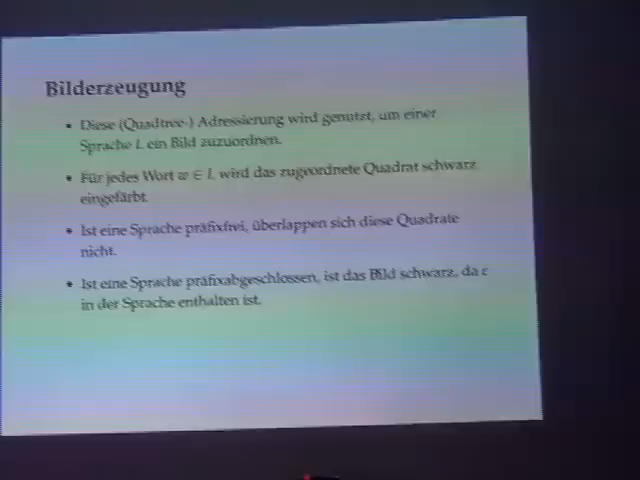 Bilderzeugung
• Diese (Quadtree-) Adressierung wird genutzt, um einer
Sprache L ein Bild zuzuordnen.
• Für jedes Wort w ∈ L wird das zugeordnete Quadrat schwarz
eingefärbt.
• Ist eine Sprache präfixfrei, überlappen sich diese Quadrate
nicht.
• Ist eine Sprache präfixabgeschlossen, ist das Bild schwarz, da ε
in der Sprache enthalten ist.